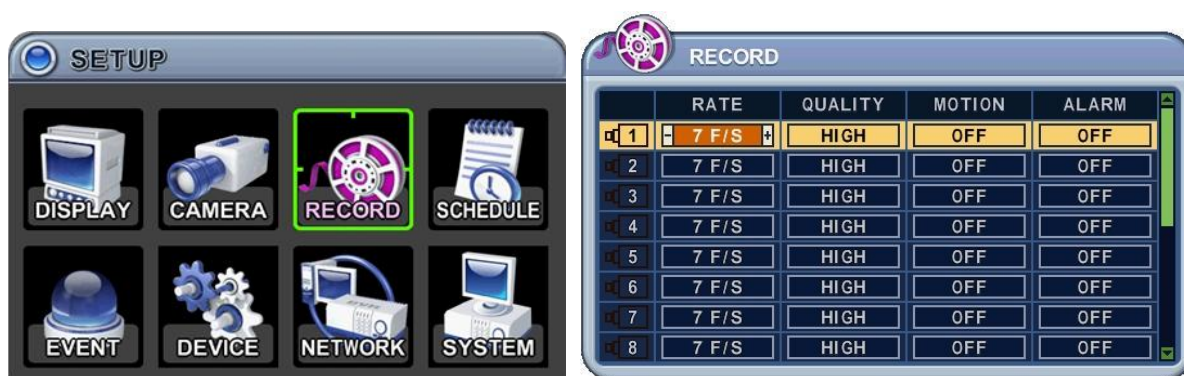 SETUP
DISPLAY CAMERA RECORD SCHEDULE
EVENT DEVICE NETWORK SYSTEM
RECORD
RATE QUALITY MOTION ALARM
1 - 7 F/S + HIGH OFF OFF
2 7 F/S HIGH OFF OFF
3 7 F/S HIGH OFF OFF
4 7 F/S HIGH OFF OFF
5 7 F/S HIGH OFF OFF
6 7 F/S HIGH OFF OFF
7 7 F/S HIGH OFF OFF
8 7 F/S HIGH OFF OFF